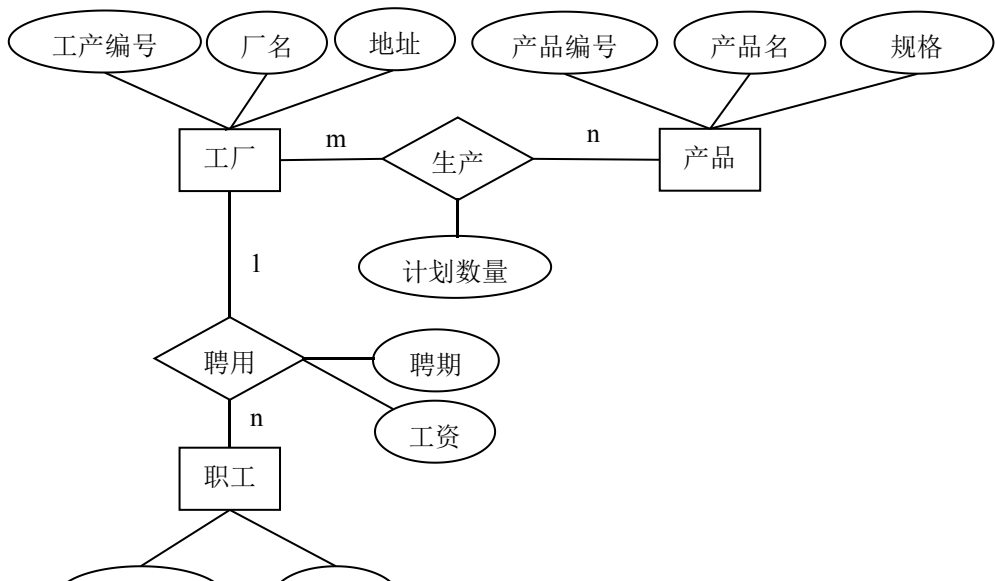 工产编号 厂名 地址 产品编号 产品名 规格
工厂 m 生产 n 产品
1 计划数量
聘用 聘期
n 工资
职工